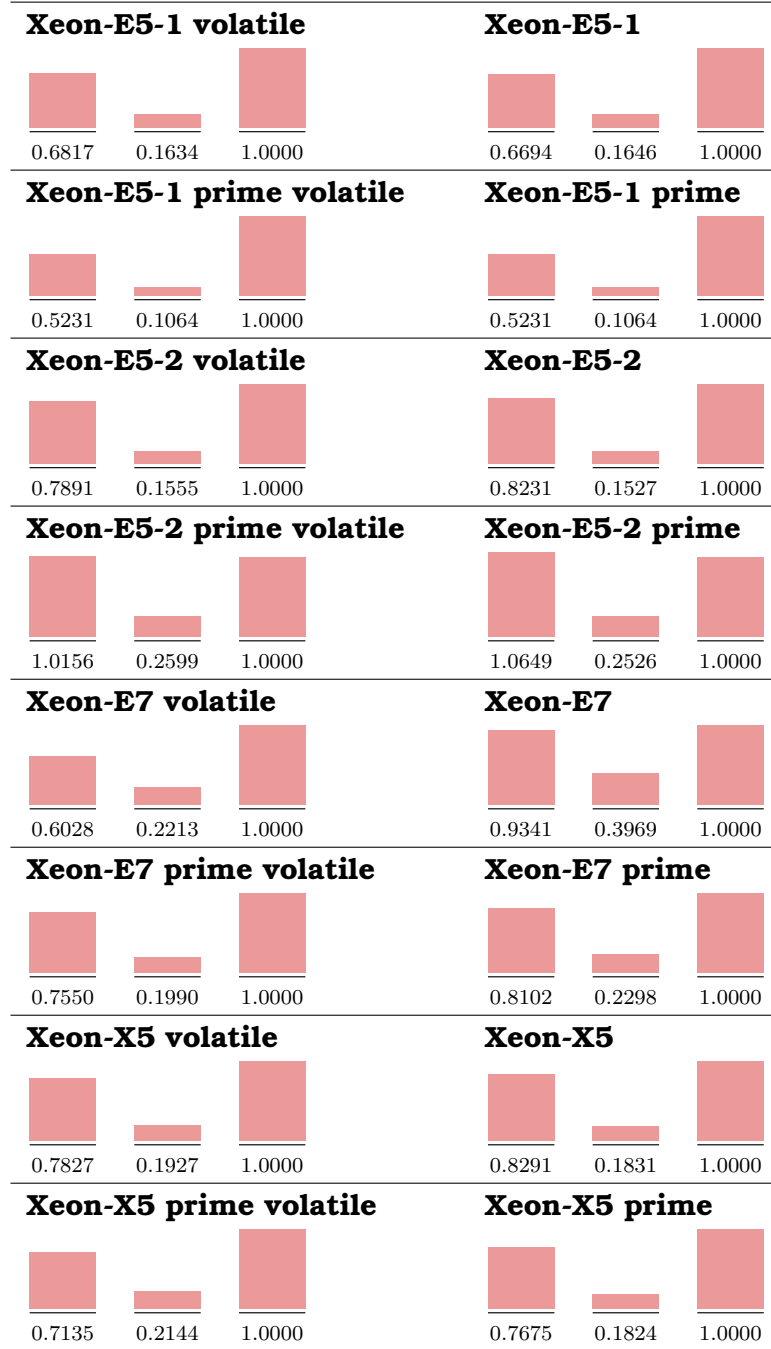 Xeon-E5-1 volatile Xeon-E5-1
0.6817 0.1634 1.0000 0.6694 0.1646 1.0000
Xeon-E5-1 prime volatile Xeon-E5-1 prime
0.5231 0.1064 1.0000 0.5231 0.1064 1.0000
Xeon-E5-2 volatile Xeon-E5-2
0.7891 0.1555 1.0000 0.8231 0.1527 1.0000
Xeon-E5-2 prime volatile Xeon-E5-2 prime
1.0156 0.2599 1.0000 1.0649 0.2526 1.0000
Xeon-E7 volatile Xeon-E7
0.6028 0.2213 1.0000 0.9341 0.3969 1.0000
Xeon-E7 prime volatile Xeon-E7 prime
0.7550 0.1990 1.0000 0.8102 0.2298 1.0000
Xeon-X5 volatile Xeon-X5
0.7827 0.1927 1.0000 0.8291 0.1831 1.0000
Xeon-X5 prime volatile Xeon-X5 prime
0.7135 0.2144 1.0000 0.7675 0.1824 1.0000